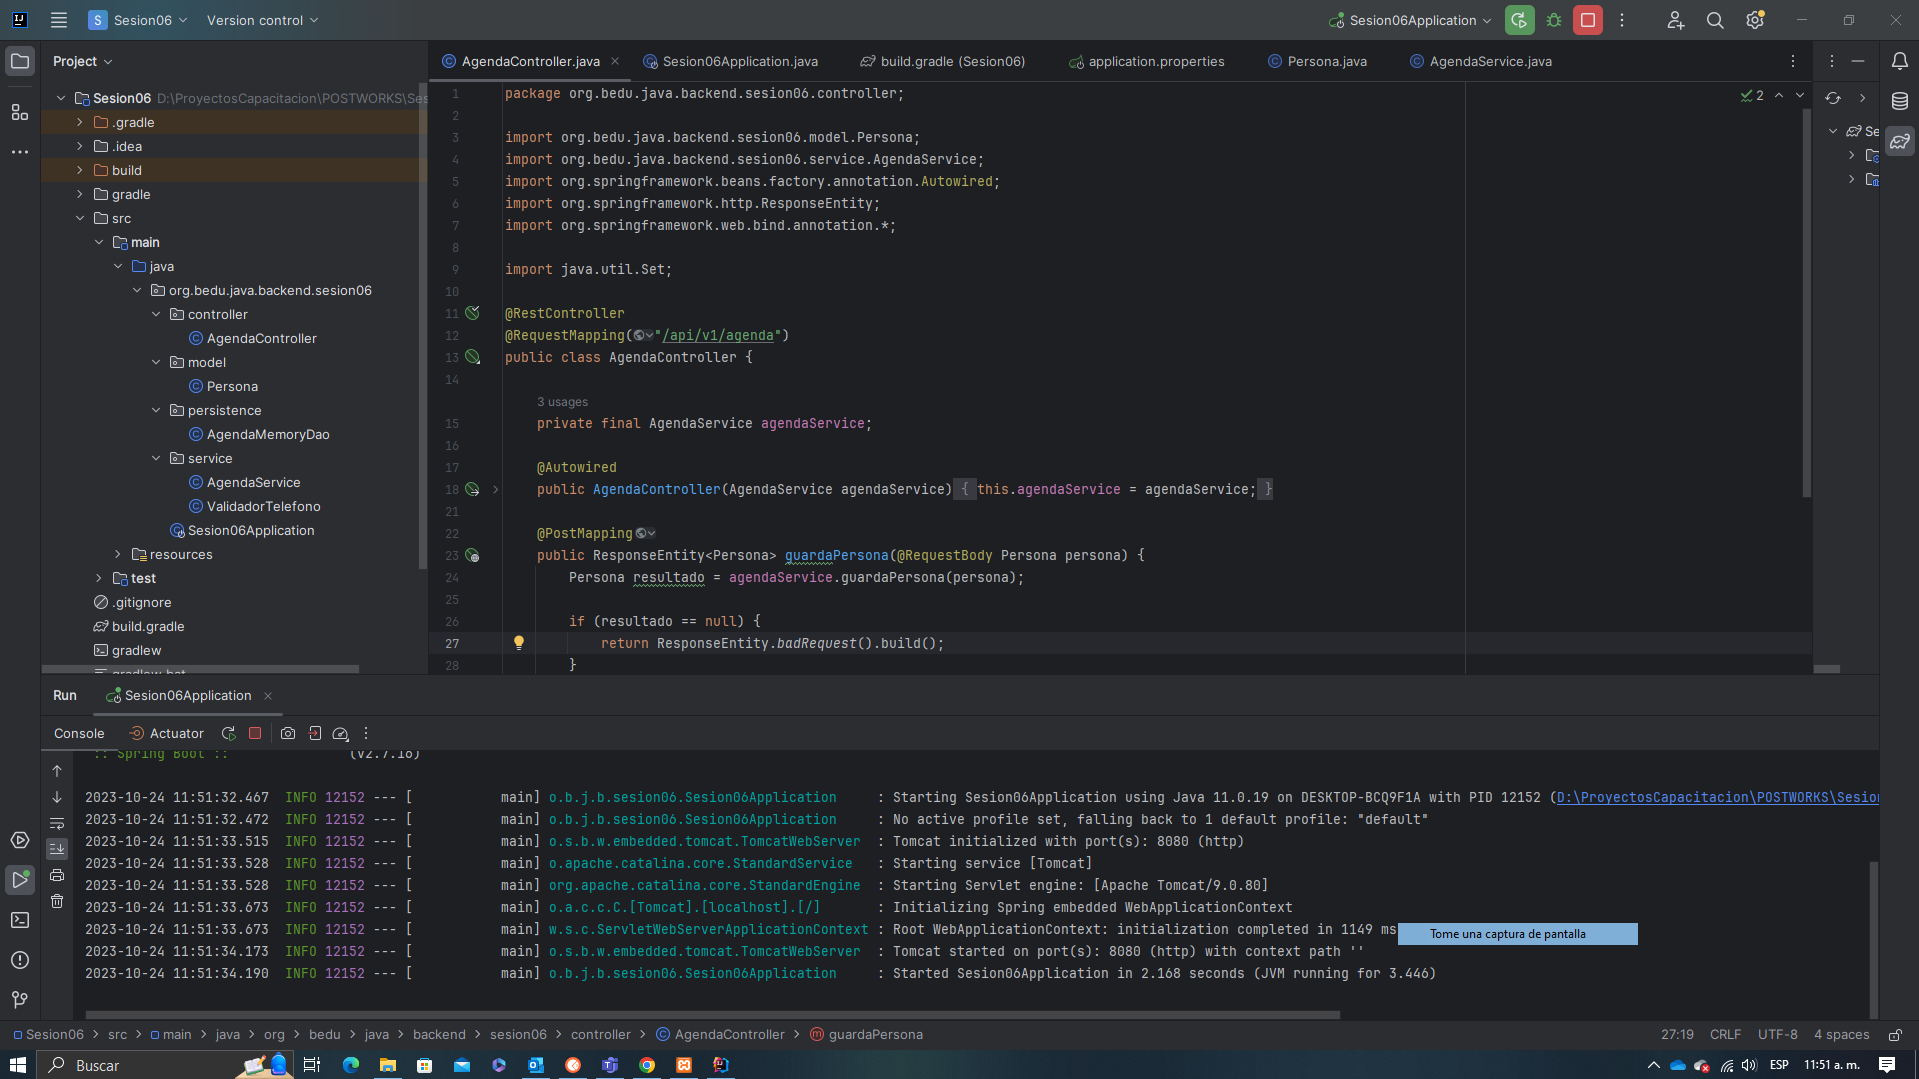 S Sesion06 Version control Sesion06Application
Project
AgendaController.java Sesion06Application.java build.gradle (Sesion06) application.properties Persona.java AgendaService.java
Sesion06 D:\ProyectosCapacitacion\POSTWORKS\Ses
.gradle
.idea
build
gradle
src
main
java
org.bedu.java.backend.sesion06
controller
AgendaController
model
Persona
persistence
AgendaMemoryDao
service
AgendaService
ValidadorTelefono
Sesion06Application
resources
test
.gitignore
build.gradle
gradlew
gradlew.bat
1 package org.bedu.java.backend.sesion06.controller;
2
3 import org.bedu.java.backend.sesion06.model.Persona;
4 import org.bedu.java.backend.sesion06.service.AgendaService;
5 import org.springframework.beans.factory.annotation.Autowired;
6 import org.springframework.http.ResponseEntity;
7 import org.springframework.web.bind.annotation.*;
8
9 import java.util.Set;
10
11 @RestController
12 @RequestMapping("/api/v1/agenda")
13 public class AgendaController {
14
3 usages
15 private final AgendaService agendaService;
16
17 @Autowired
18 public AgendaController(AgendaService agendaService) { this.agendaService = agendaService; }
21
22 @PostMapping
23 public ResponseEntity<Persona> guardaPersona(@RequestBody Persona persona) {
24 Persona resultado = agendaService.guardaPersona(persona);
25
26 if (resultado == null) {
27 return ResponseEntity.badRequest().build();
28 }
2
Se
Run Sesion06Application
Console Actuator
:: Spring Boot :: (v2.7.16)
2023-10-24 11:51:32.467 INFO 12152 --- [ main] o.b.j.b.sesion06.Sesion06Application : Starting Sesion06Application using Java 11.0.19 on DESKTOP-BCQ9F1A with PID 12152 (D:\ProyectosCapacitacion\POSTWORKS\Sesion
2023-10-24 11:51:32.472 INFO 12152 --- [ main] o.b.j.b.sesion06.Sesion06Application : No active profile set, falling back to 1 default profile: "default"
2023-10-24 11:51:33.515 INFO 12152 --- [ main] o.s.b.w.embedded.tomcat.TomcatWebServer : Tomcat initialized with port(s): 8080 (http)
2023-10-24 11:51:33.528 INFO 12152 --- [ main] o.apache.catalina.core.StandardService : Starting service [Tomcat]
2023-10-24 11:51:33.528 INFO 12152 --- [ main] org.apache.catalina.core.StandardEngine : Starting Servlet engine: [Apache Tomcat/9.0.80]
2023-10-24 11:51:33.673 INFO 12152 --- [ main] o.a.c.c.C.[Tomcat].[localhost].[/] : Initializing Spring embedded WebApplicationContext
2023-10-24 11:51:33.673 INFO 12152 --- [ main] w.s.c.ServletWebServerApplicationContext : Root WebApplicationContext: initialization completed in 1149 ms
Tome una captura de pantalla
2023-10-24 11:51:34.173 INFO 12152 --- [ main] o.s.b.w.embedded.tomcat.TomcatWebServer : Tomcat started on port(s): 8080 (http) with context path ''
2023-10-24 11:51:34.190 INFO 12152 --- [ main] o.b.j.b.sesion06.Sesion06Application : Started Sesion06Application in 2.168 seconds (JVM running for 3.446)
Sesion06 > src > main > java > org > bedu > java > backend > sesion06 > controller > AgendaController > guardaPersona 27:19 CRLF UTF-8 4 spaces
Buscar ESP 11:51 a. m.